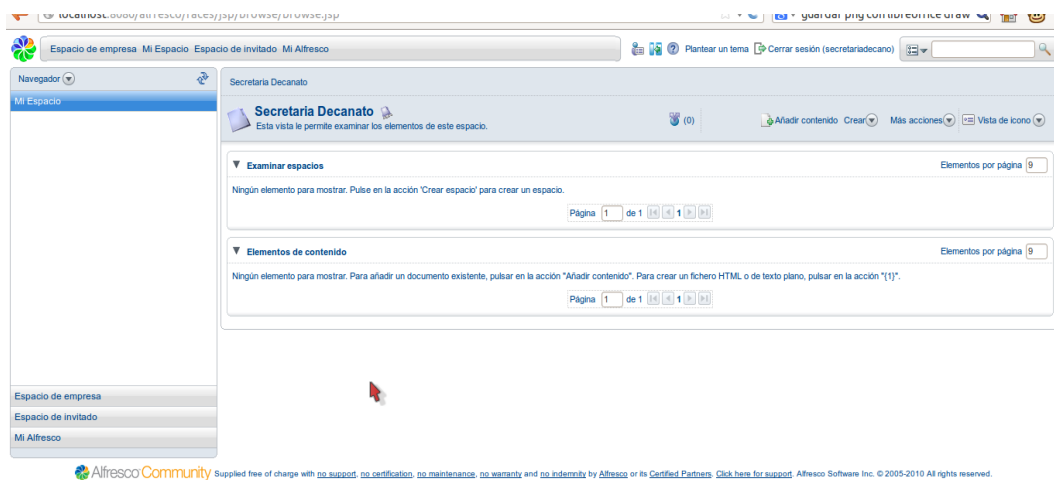 localhost:8080/alfresco/faces/jsp/browse/browse.jsp guardar png con libreoffice draw
Espacio de empresa Mi Espacio Espacio de invitado Mi Alfresco Plantear un tema Cerrar sesión (secretariadecano)
Navegador
Mi Espacio
Secretaria Decanato
Secretaria Decanato
Esta vista le permite examinar los elementos de este espacio.
(0) Añadir contenido Crear Más acciones Vista de icono
Examinar espacios Elementos por página 9
Ningún elemento para mostrar. Pulse en la acción 'Crear espacio' para crear un espacio.
Página 1 de 1 1
Elementos de contenido Elementos por página 9
Ningún elemento para mostrar. Para añadir un documento existente, pulsar en la acción "Añadir contenido". Para crear un fichero HTML o de texto plano, pulsar en la acción "{1}".
Página 1 de 1 1
Espacio de empresa
Espacio de invitado
Mi Alfresco
Alfresco Community Supplied free of charge with no support, no certification, no maintenance, no warranty and no indemnity by Alfresco or its Certified Partners. Click here for support. Alfresco Software Inc. © 2005-2010 All rights reserved.